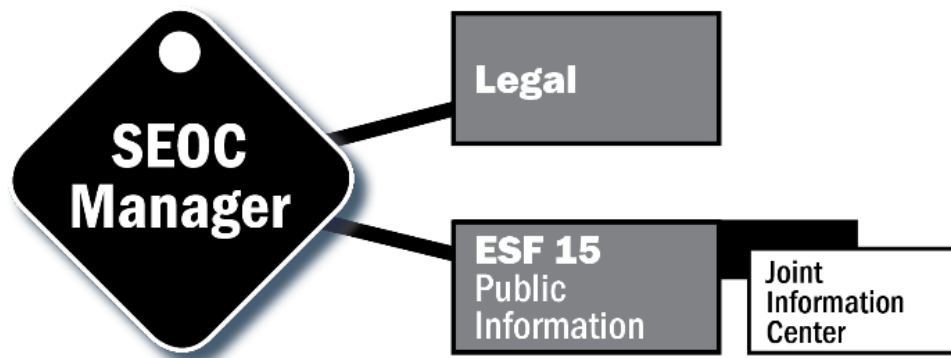 SEOC
Manager
Legal
ESF 15
Public
Information
Joint
Information
Center